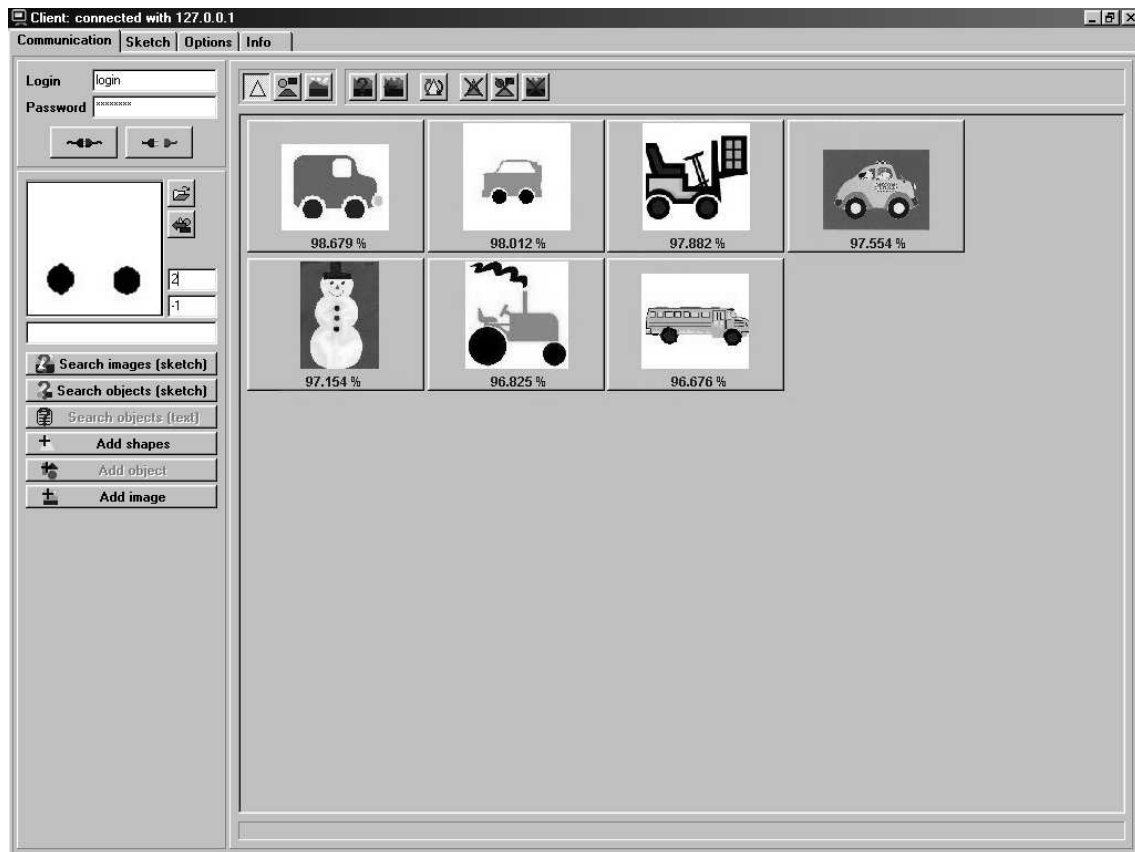 Client: connected with 127.0.0.1
Communication Sketch Options Info
Login login
Password ××××××××
2
-1
Search images (sketch)
Search objects (sketch)
Search objects (text)
Add shapes
Add object
Add image
98.679 % 98.012 % 97.882 % 97.554 %
97.154 % 96.825 % 96.676 %